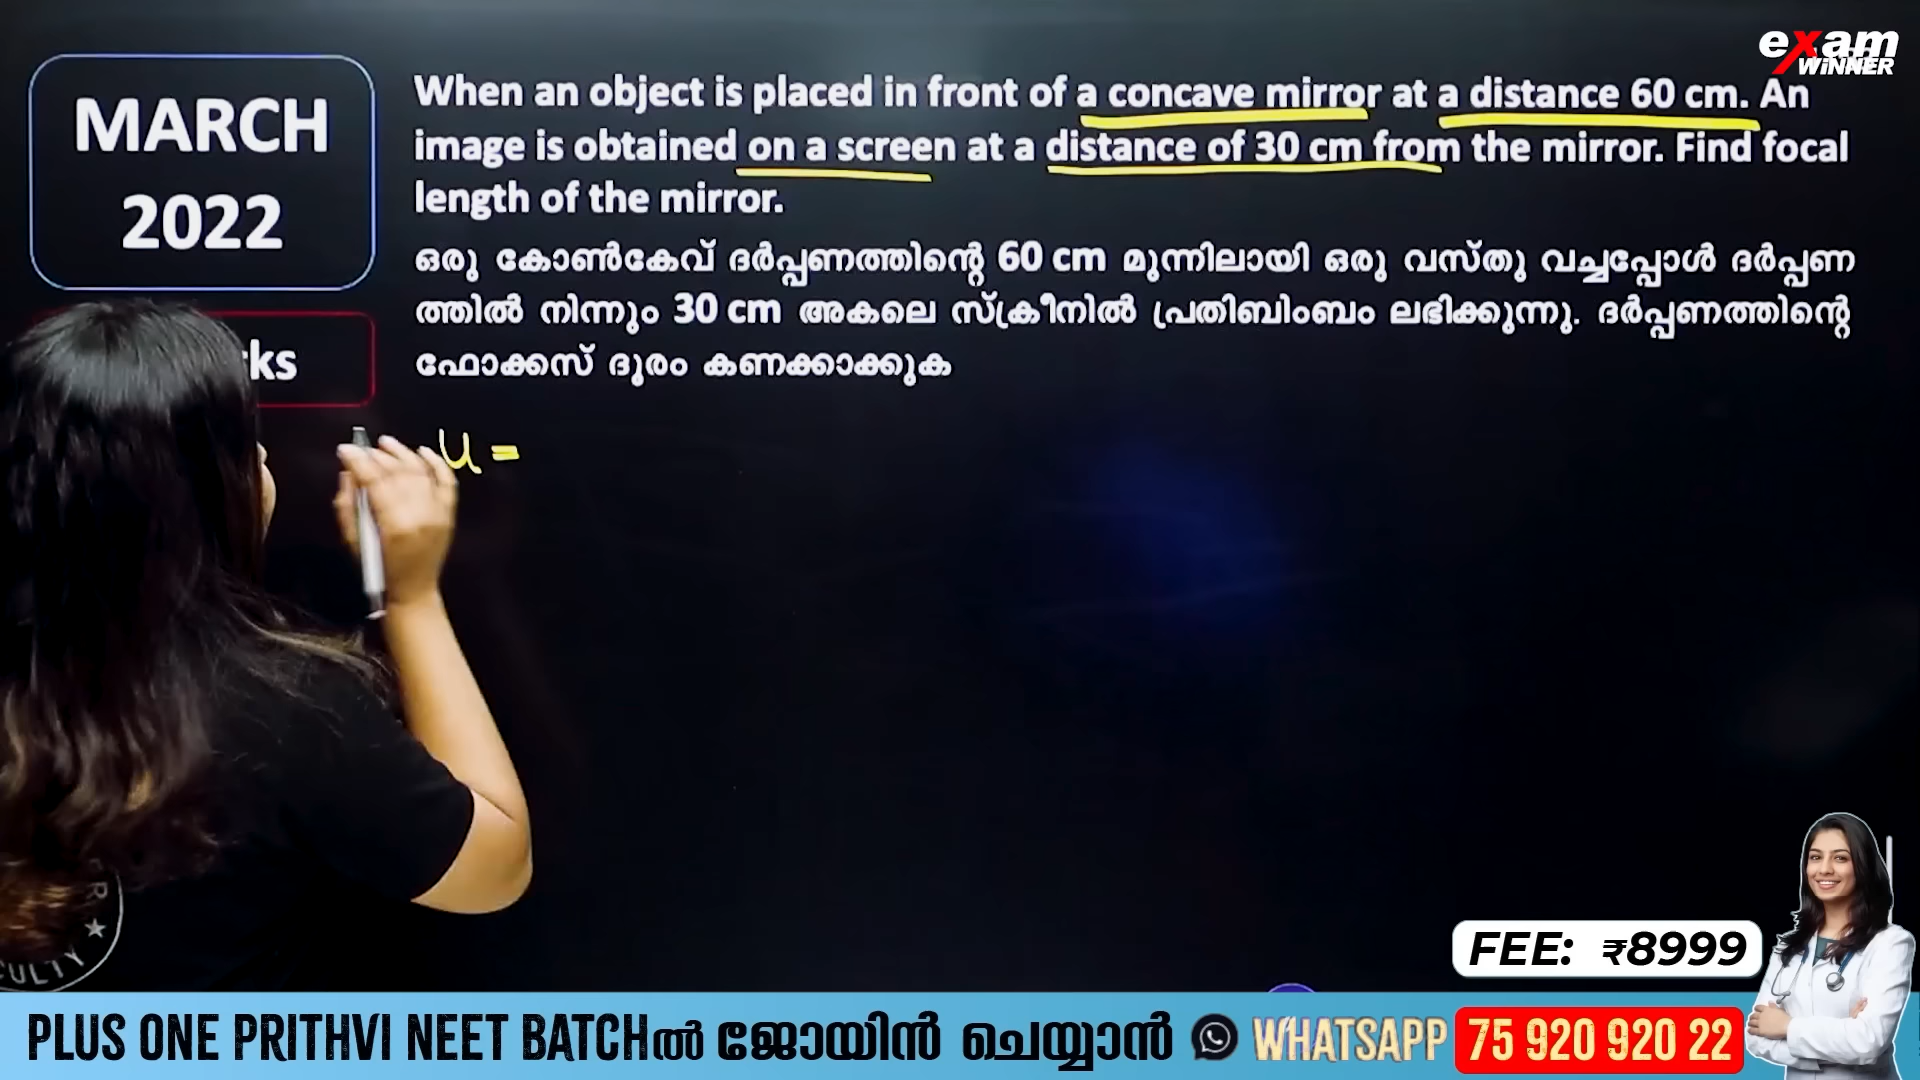 exam
WiNNER
MARCH
2022
When an object is placed in front of a concave mirror at a distance 60 cm. An
image is obtained on a screen at a distance of 30 cm from the mirror. Find focal
length of the mirror.
ഒരു കോൺകേവ് ദർപ്പണത്തിന്റെ 60 cm മുന്നിലായി ഒരു വസ്തു വച്ചപ്പോൾ ദർപ്പണ
ത്തിൽ നിന്നും 30 cm അകലെ സ്ക്രീനിൽ പ്രതിബിംബം ലഭിക്കുന്നു. ദർപ്പണത്തിന്റെ
ഫോക്കസ് ദൂരം കണക്കാക്കുക
u =
FEE: ₹8999
PLUS ONE PRITHVI NEET BATCHൽ ജോയിൻ ചെയ്യാൻ WHATSAPP 75 920 920 22